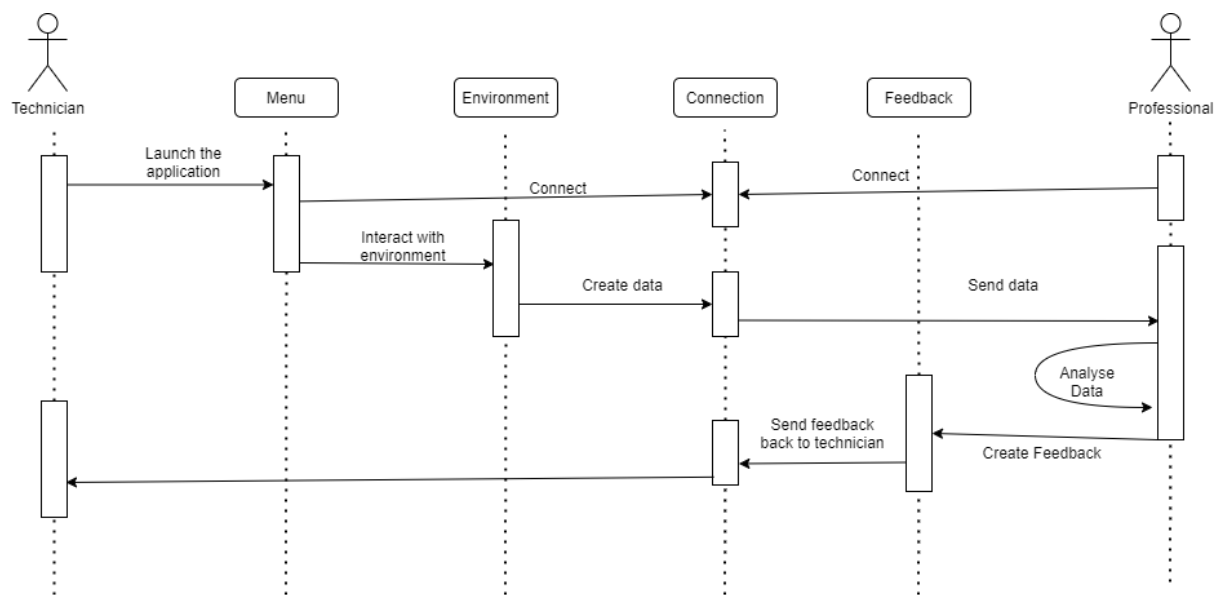 Technician
Menu
Environment
Connection
Feedback
Professional
Launch the
application
Connect
Connect
Interact with
environment
Create data
Send data
Analyse
Data
Send feedback
back to technician
Create Feedback